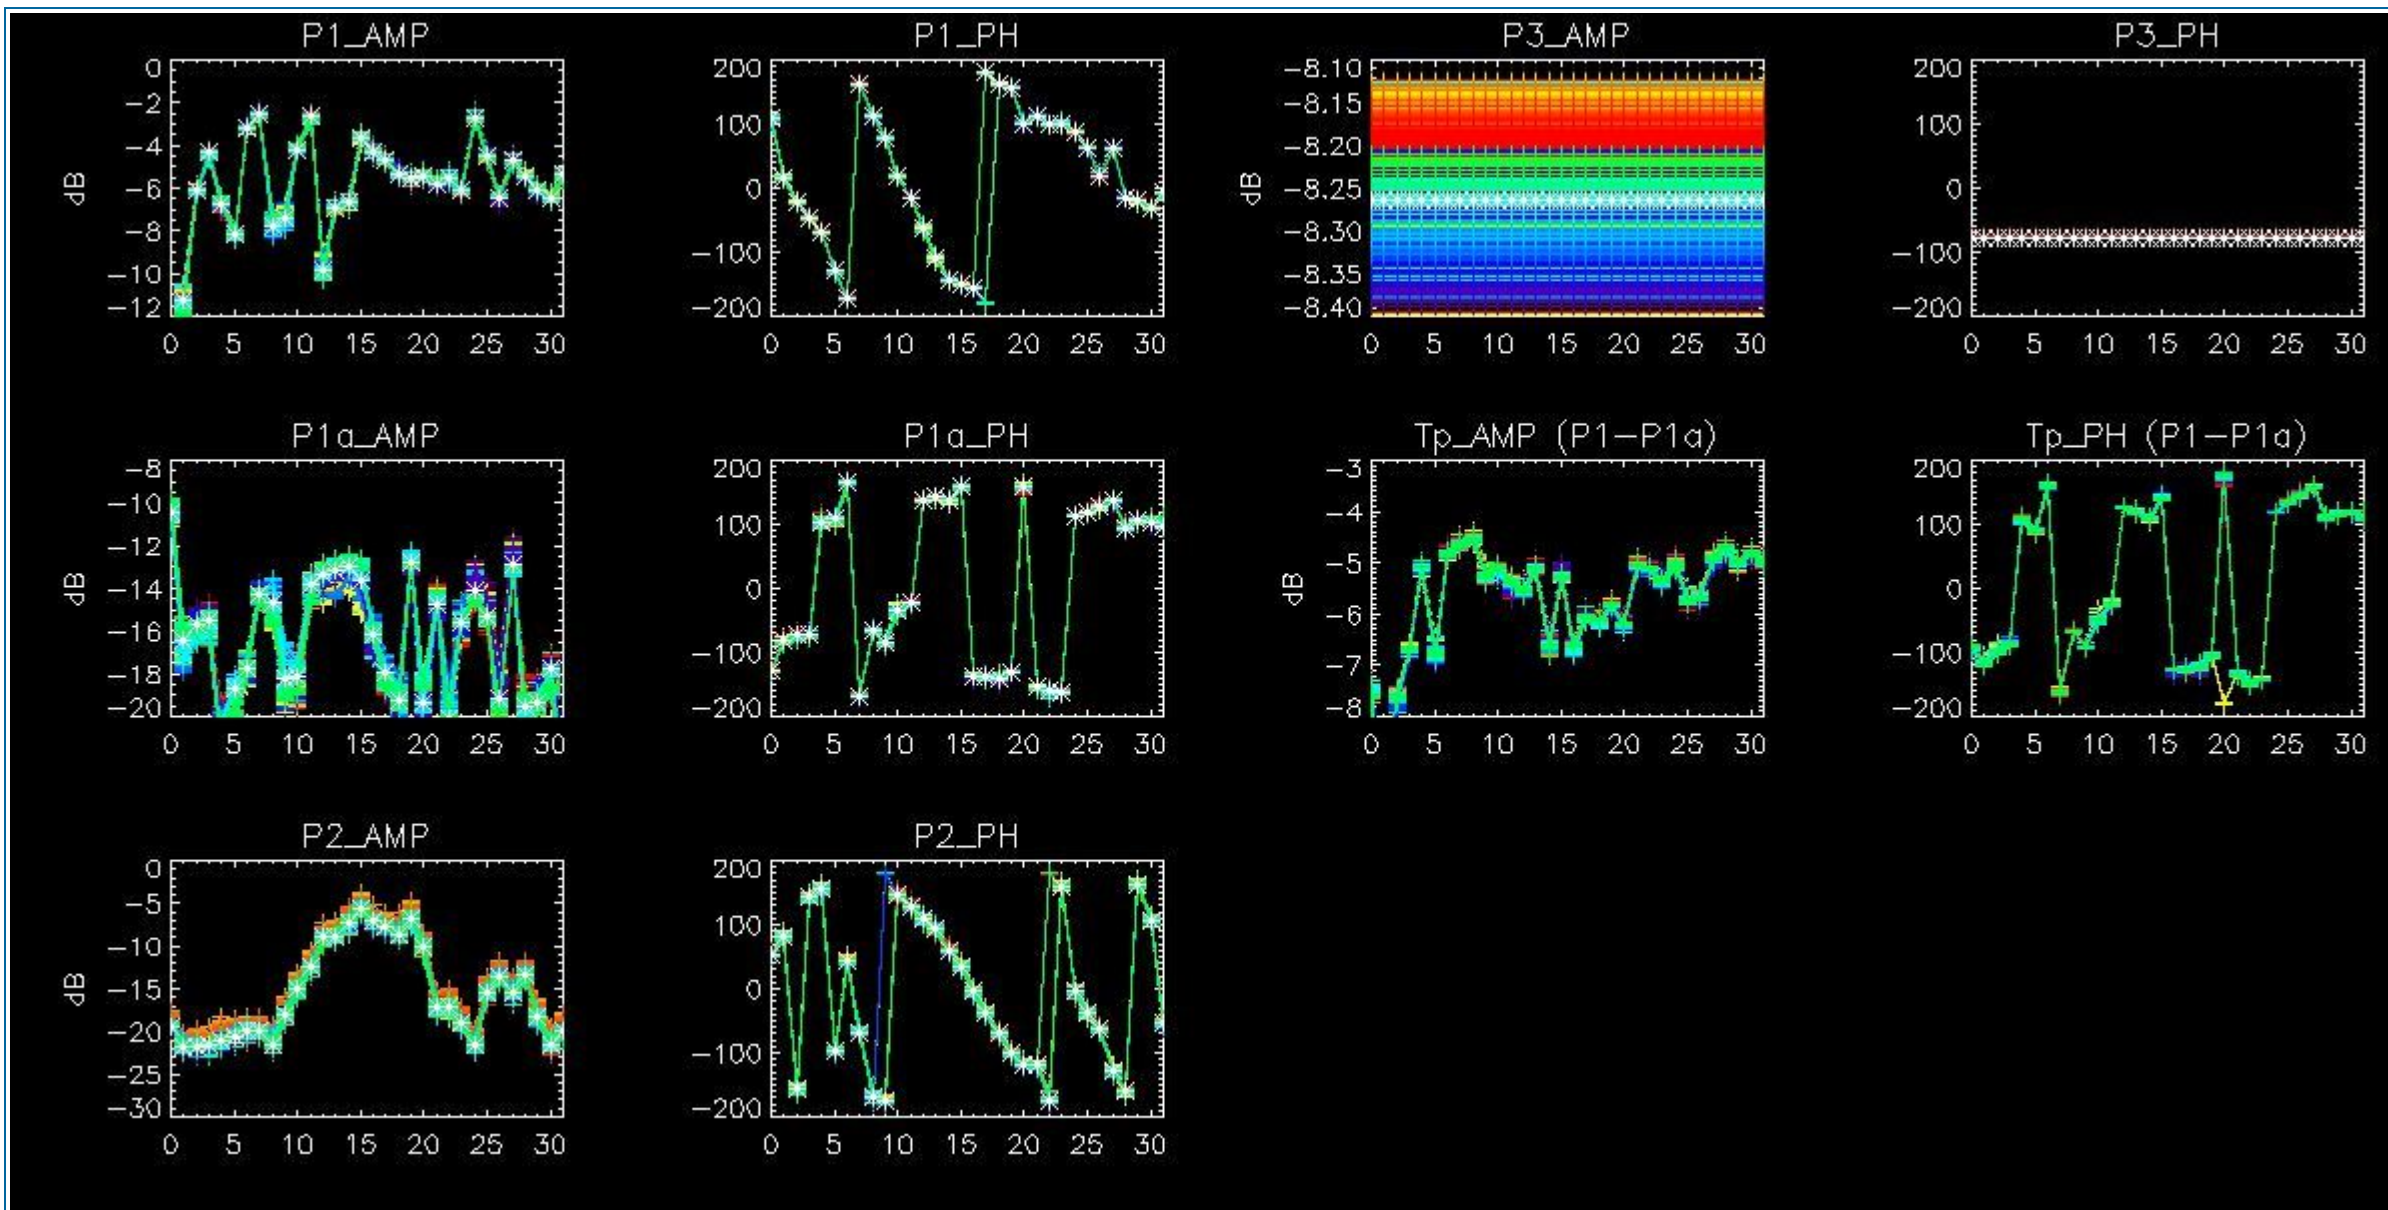 P1_AMP
0
−2
−4
−6
−8
−10
−12
dB
0 5 10 15 20 25 30
P1_PH
200
100
0
−100
−200
0 5 10 15 20 25 30
P3_AMP
−8.10
−8.15
−8.20
−8.25
−8.30
−8.35
−8.40
dB
0 5 10 15 20 25 30
P3_PH
200
100
0
−100
−200
0 5 10 15 20 25 30
P1a_AMP
−8
−10
−12
−14
−16
−18
−20
dB
0 5 10 15 20 25 30
P1a_PH
200
100
0
−100
−200
0 5 10 15 20 25 30
Tp_AMP (P1−P1a)
−3
−4
−5
−6
−7
−8
dB
0 5 10 15 20 25 30
Tp_PH (P1−P1a)
200
100
0
−100
−200
0 5 10 15 20 25 30
P2_AMP
0
−5
−10
−15
−20
−25
−30
dB
0 5 10 15 20 25 30
P2_PH
200
100
0
−100
−200
0 5 10 15 20 25 30